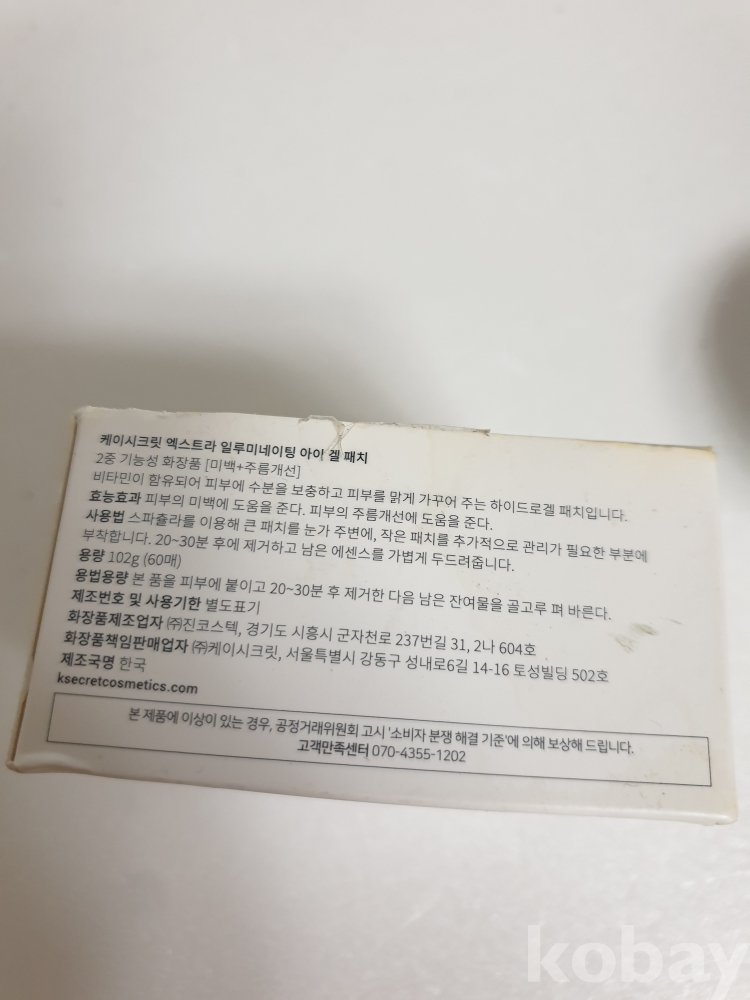 케이시크릿 엑스트라 일루미네이팅 아이 겔 패치
2중 기능성 화장품 [미백+주름개선]
비타민이 함유되어 피부에 수분을 보충하고 피부를 맑게 가꾸어 주는 하이드로겔 패치입니다.
효능효과 피부의 미백에 도움을 준다. 피부의 주름개선에 도움을 준다.
사용법 스파츌라를 이용해 큰 패치를 눈가 주변에, 작은 패치를 추가적으로 관리가 필요한 부분에
부착합니다. 20~30분 후에 제거하고 남은 에센스를 가볍게 두드려줍니다.
용량 102g (60매)
용법용량 본 품을 피부에 붙이고 20~30분 후 제거한 다음 남은 잔여물을 골고루 펴 바른다.
제조번호 및 사용기한 별도표기
화장품제조업자 ㈜진코스텍, 경기도 시흥시 군자천로 237번길 31, 2나 604호
화장품책임판매업자 ㈜케이시크릿, 서울특별시 강동구 성내로6길 14-16 토성빌딩 502호
제조국명 한국
ksecretcosmetics.com
본 제품에 이상이 있는 경우, 공정거래위원회 고시 '소비자 분쟁 해결 기준'에 의해 보상해 드립니다.
고객만족센터 070-4355-1202
kobay